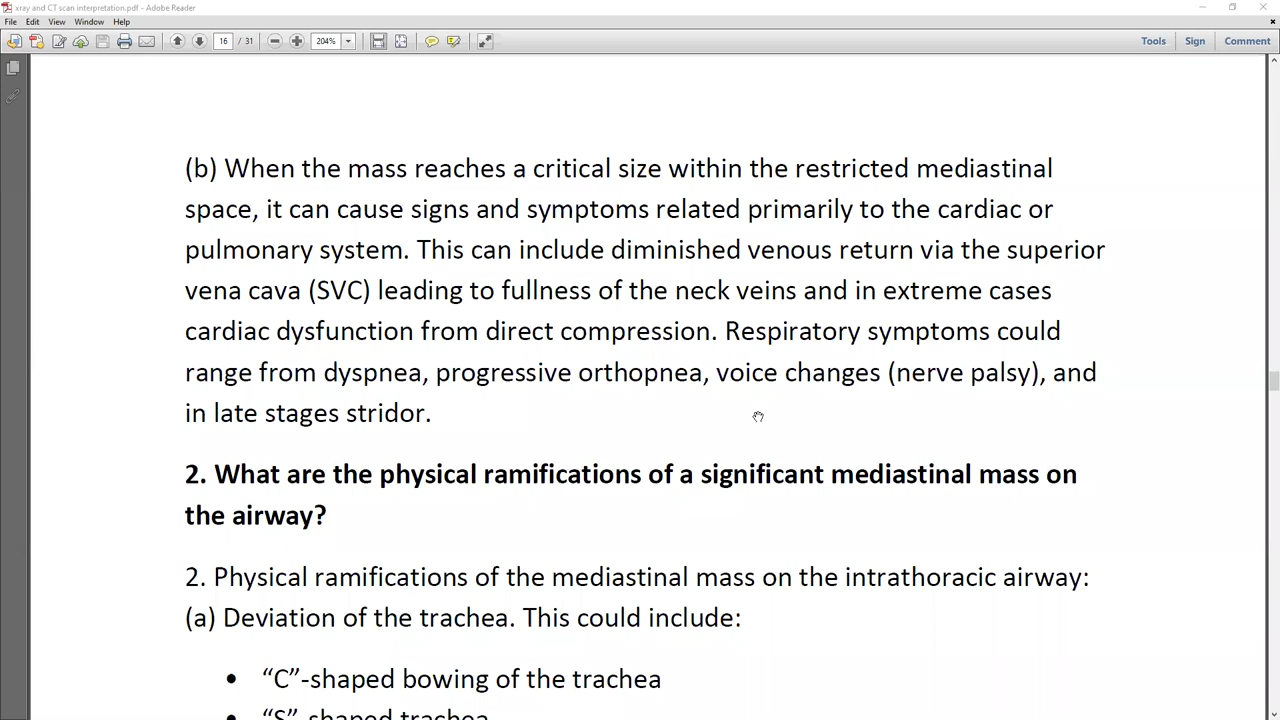 xray and CT scan interpretation.pdf - Adobe Reader
File Edit View Window Help
16 / 31 204% Tools Sign Comment
(b) When the mass reaches a critical size within the restricted mediastinal
space, it can cause signs and symptoms related primarily to the cardiac or
pulmonary system. This can include diminished venous return via the superior
vena cava (SVC) leading to fullness of the neck veins and in extreme cases
cardiac dysfunction from direct compression. Respiratory symptoms could
range from dyspnea, progressive orthopnea, voice changes (nerve palsy), and
in late stages stridor.
2. What are the physical ramifications of a significant mediastinal mass on
the airway?
2. Physical ramifications of the mediastinal mass on the intrathoracic airway:
(a) Deviation of the trachea. This could include:
• “C”-shaped bowing of the trachea
• “S”-shaped trachea